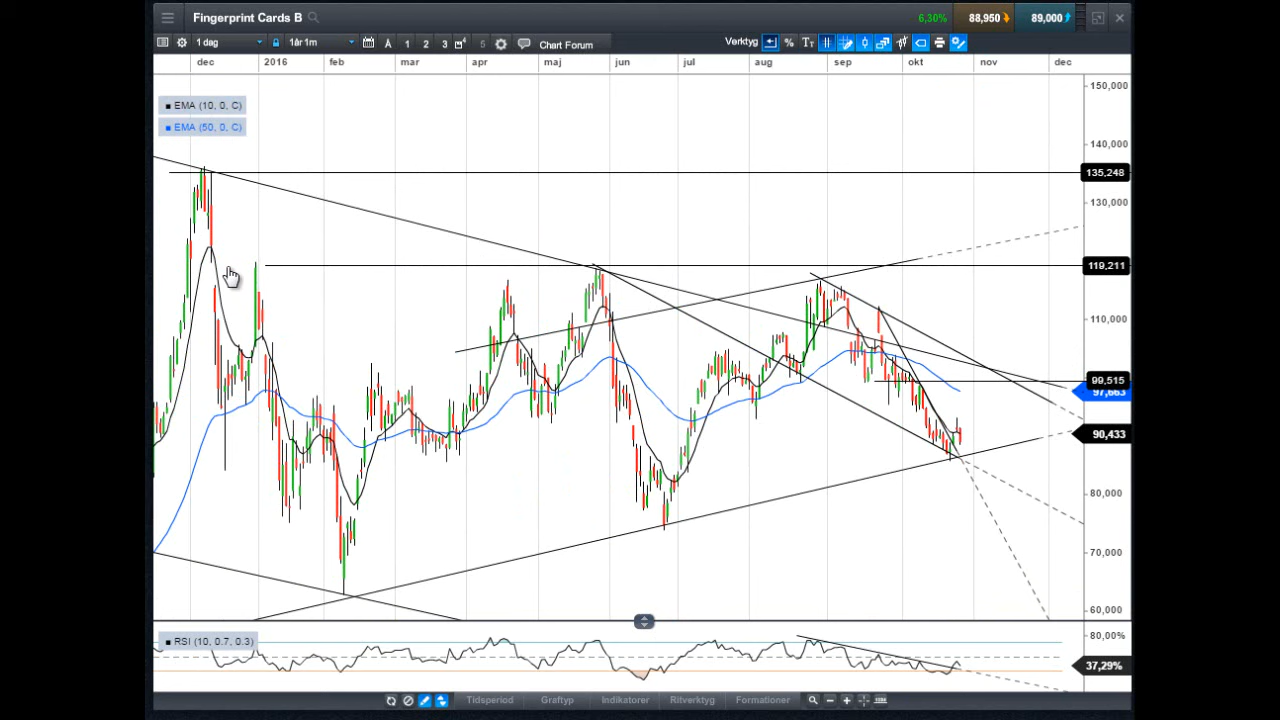 Fingerprint Cards B 6,30% 88,950 89,000
1 dag 1år 1m 1 2 3 5 Chart Forum Verktyg % TT
dec 2016 feb mar apr maj jun jul aug sep okt nov dec
150,000
EMA (10, 0, C)
EMA (50, 0, C)
140,000
135,248
130,000
119,211
110,000
99,515
97,663
90,433
80,000
70,000
60,000
RSI (10, 0.7, 0.3)
80,00%
37,29%
Tidsperiod Graftyp Indikatorer Ritverktyg Formationer